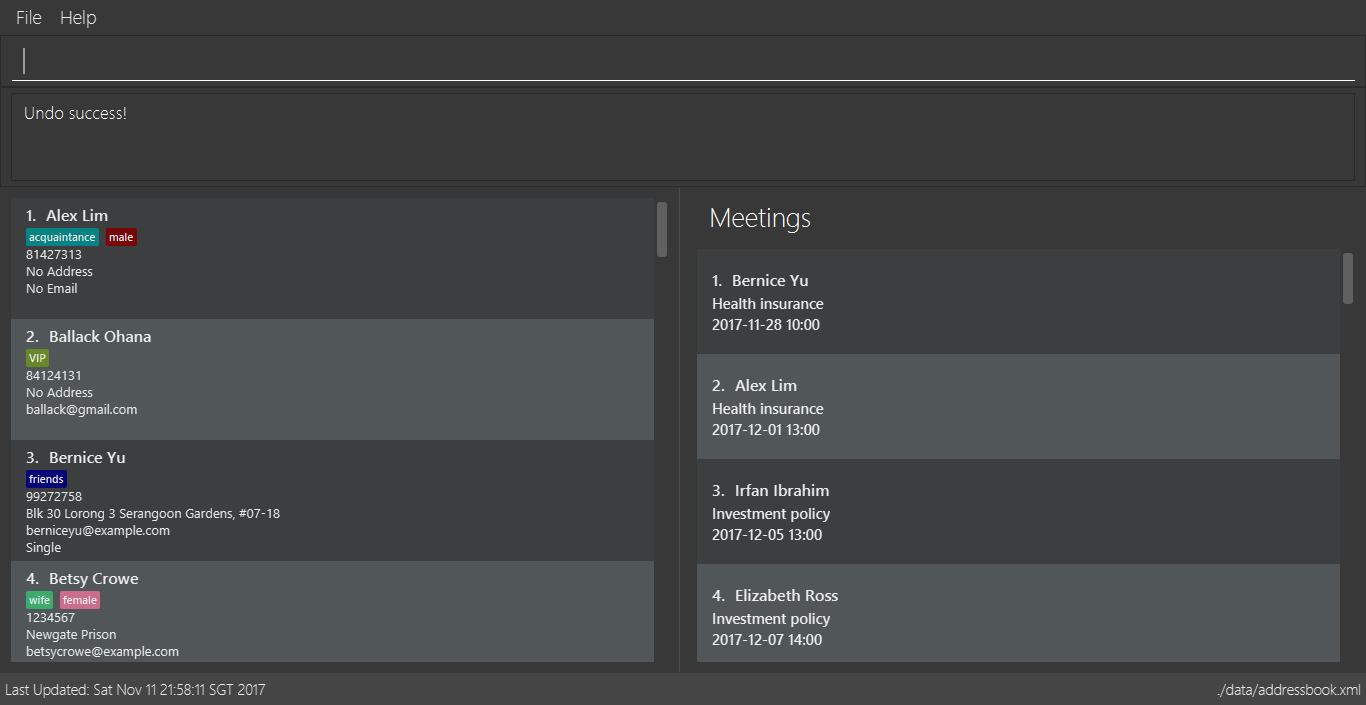 File Help
Undo success!
1. Alex Lim
acquaintance male
81427313
No Address
No Email
2. Ballack Ohana
VIP
84124131
No Address
ballack@gmail.com
3. Bernice Yu
friends
99272758
Blk 30 Lorong 3 Serangoon Gardens, #07-18
berniceyu@example.com
Single
4. Betsy Crowe
wife female
1234567
Newgate Prison
betsycrowe@example.com
Meetings
1. Bernice Yu
Health insurance
2017-11-28 10:00
2. Alex Lim
Health insurance
2017-12-01 13:00
3. Irfan Ibrahim
Investment policy
2017-12-05 13:00
4. Elizabeth Ross
Investment policy
2017-12-07 14:00
Last Updated: Sat Nov 11 21:58:11 SGT 2017
./data/addressbook.xml